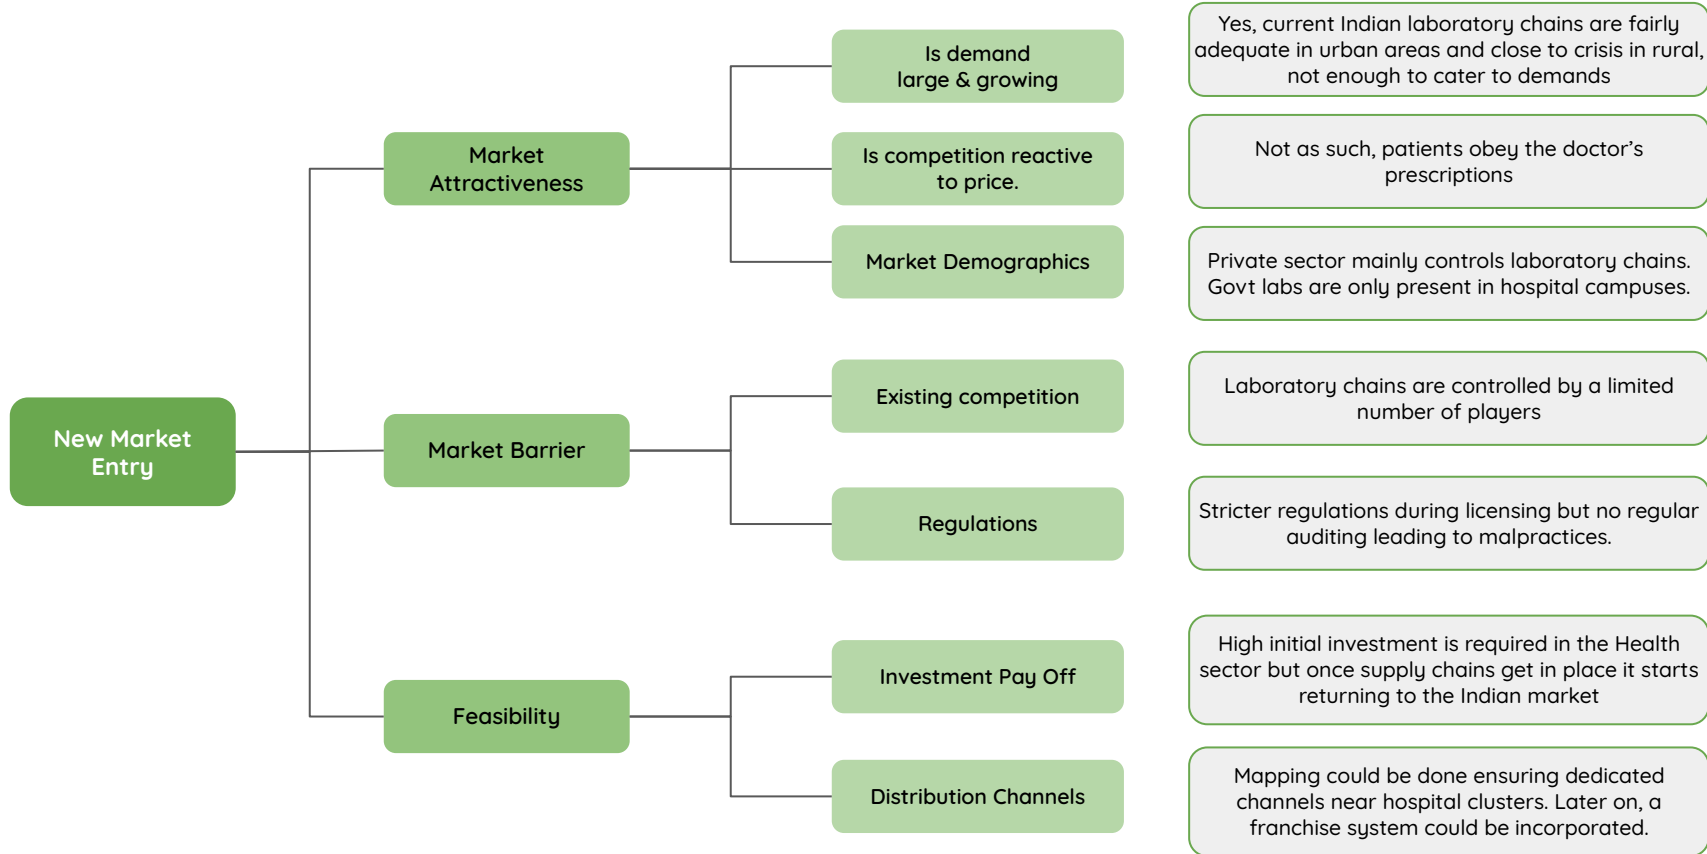 New Market
Entry
Market
Attractiveness
Is demand
large & growing
Yes, current Indian laboratory chains are fairly
adequate in urban areas and close to crisis in rural,
not enough to cater to demands
Is competition reactive
to price.
Not as such, patients obey the doctor’s
prescriptions
Market Demographics
Private sector mainly controls laboratory chains.
Govt labs are only present in hospital campuses.
Market Barrier
Existing competition
Laboratory chains are controlled by a limited
number of players
Regulations
Stricter regulations during licensing but no regular
auditing leading to malpractices.
Feasibility
Investment Pay Off
High initial investment is required in the Health
sector but once supply chains get in place it starts
returning to the Indian market
Distribution Channels
Mapping could be done ensuring dedicated
channels near hospital clusters. Later on, a
franchise system could be incorporated.